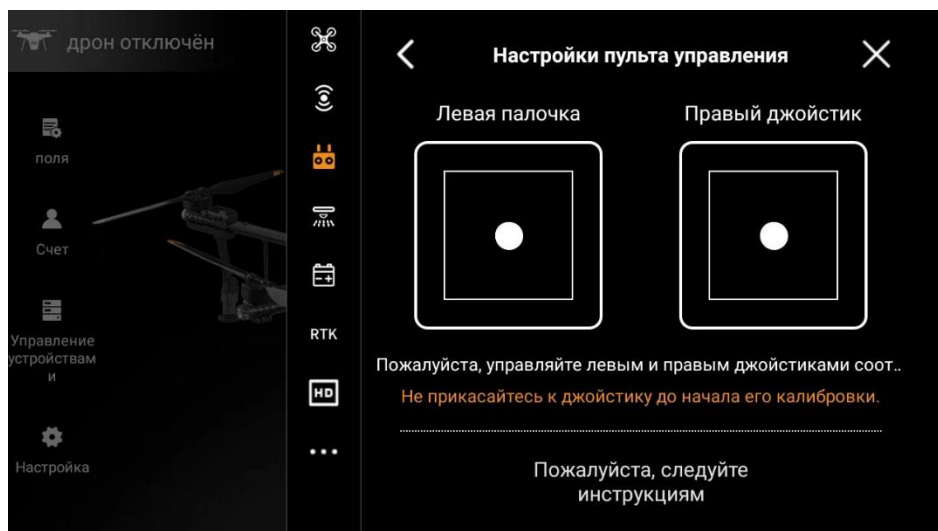 дрон отключён
поля
Счет
Управление
устройствам
и
Настройка
RTK
HD
Настройки пульта управления
Левая палочка
Правый джойстик
Пожалуйста, управляйте левым и правым джойстиками соот..
Не прикасайтесь к джойстику до начала его калибровки.
Пожалуйста, следуйте
инструкциям